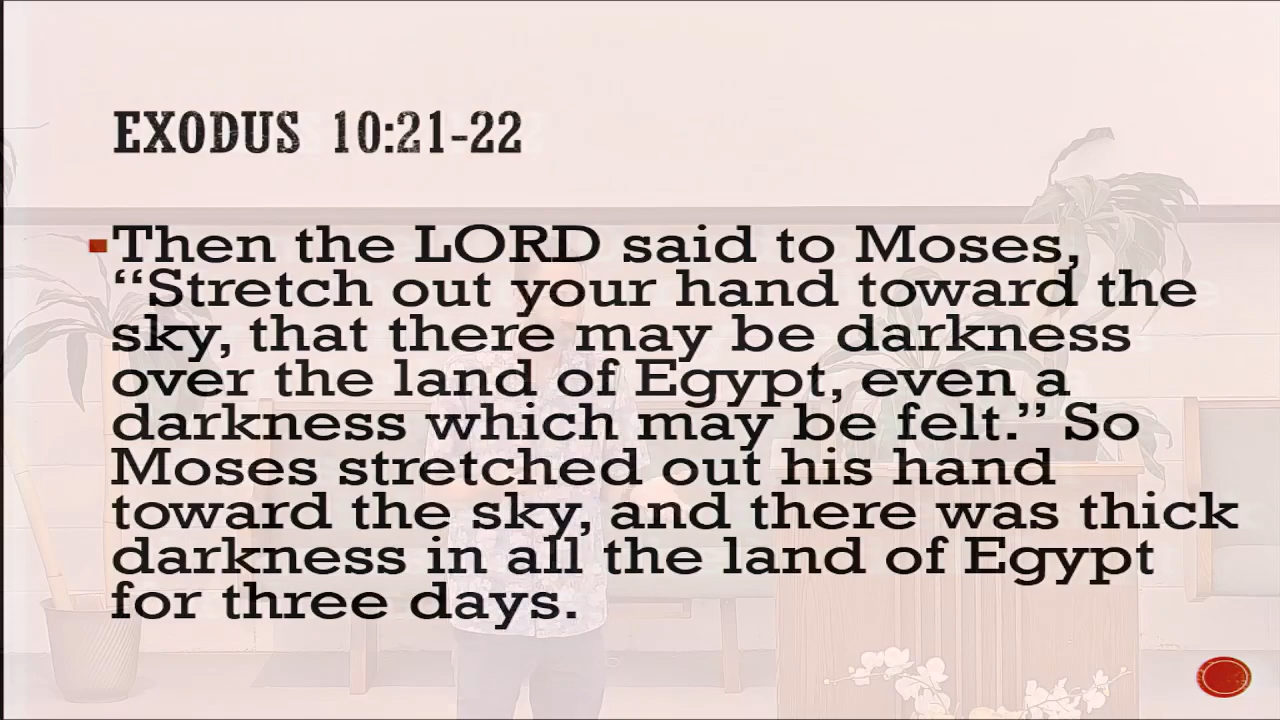 EXODUS 10:21-22
Then the LORD said to Moses,
“Stretch out your hand toward the
sky, that there may be darkness
over the land of Egypt, even a
darkness which may be felt.” So
Moses stretched out his hand
toward the sky, and there was thick
darkness in all the land of Egypt
for three days.